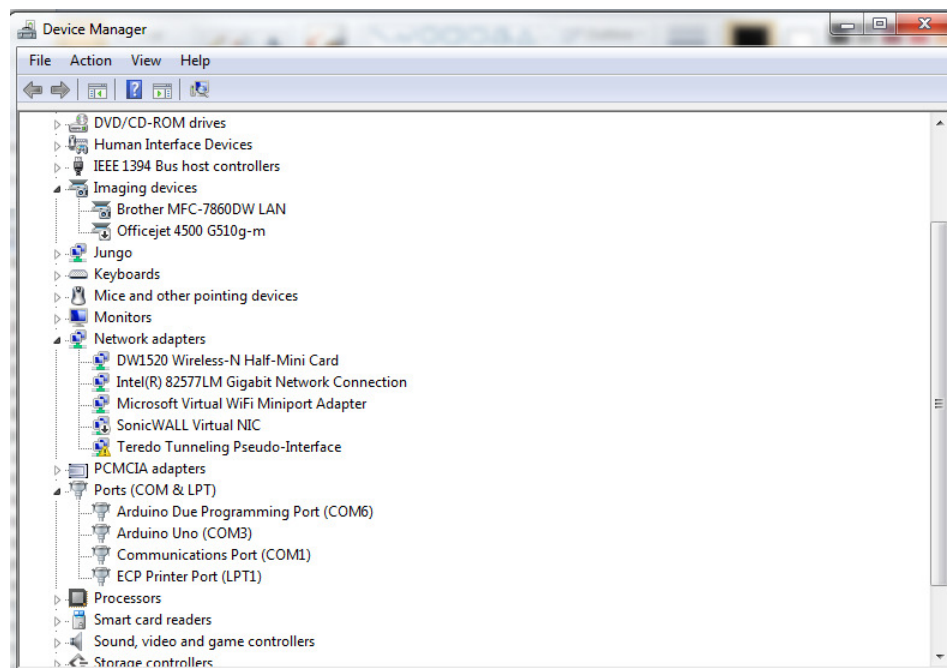 Device Manager
File Action View Help
DVD/CD-ROM drives
Human Interface Devices
IEEE 1394 Bus host controllers
Imaging devices
Brother MFC-7860DW LAN
Officejet 4500 G510g-m
Jungo
Keyboards
Mice and other pointing devices
Monitors
Network adapters
DW1520 Wireless-N Half-Mini Card
Intel(R) 82577LM Gigabit Network Connection
Microsoft Virtual WiFi Miniport Adapter
SonicWALL Virtual NIC
Teredo Tunneling Pseudo-Interface
PCMCIA adapters
Ports (COM & LPT)
Arduino Due Programming Port (COM6)
Arduino Uno (COM3)
Communications Port (COM1)
ECP Printer Port (LPT1)
Processors
Smart card readers
Sound, video and game controllers
Storage controllers